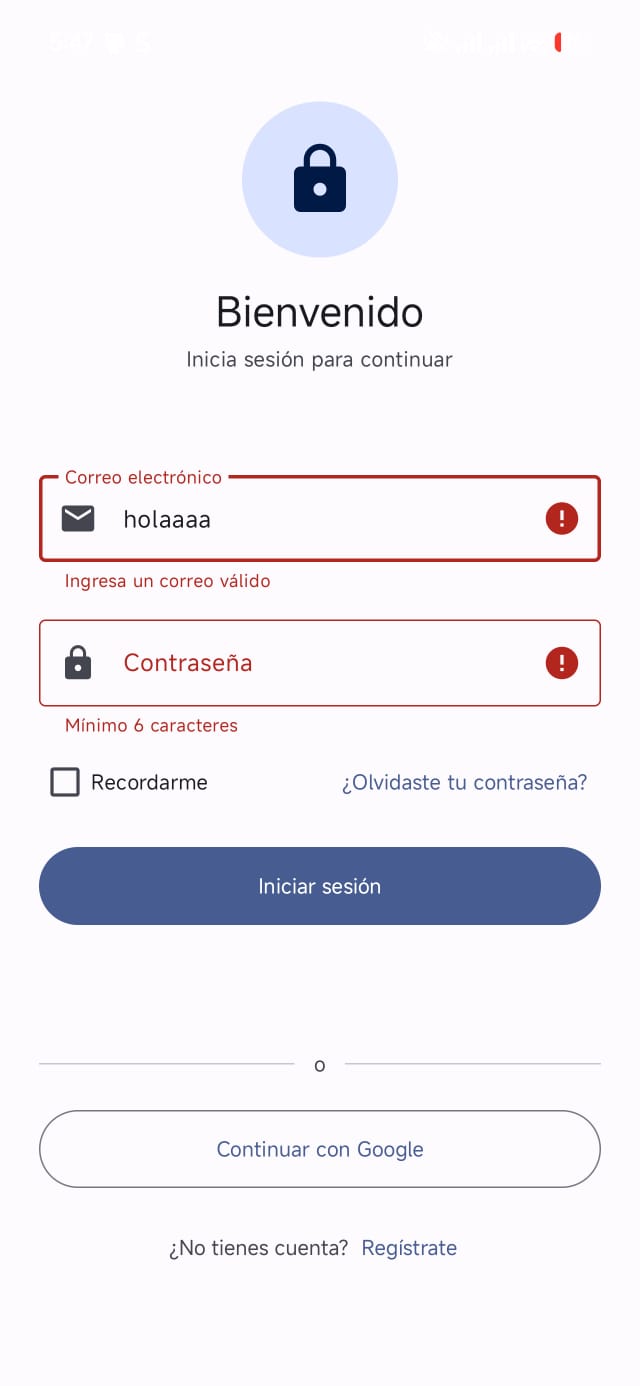 Bienvenido
Inicia sesión para continuar
Correo electrónico
holaaaa
Ingresa un correo válido
Contraseña
Mínimo 6 caracteres
Recordarme
¿Olvidaste tu contraseña?
Iniciar sesión
o
Continuar con Google
¿No tienes cuenta? Regístrate